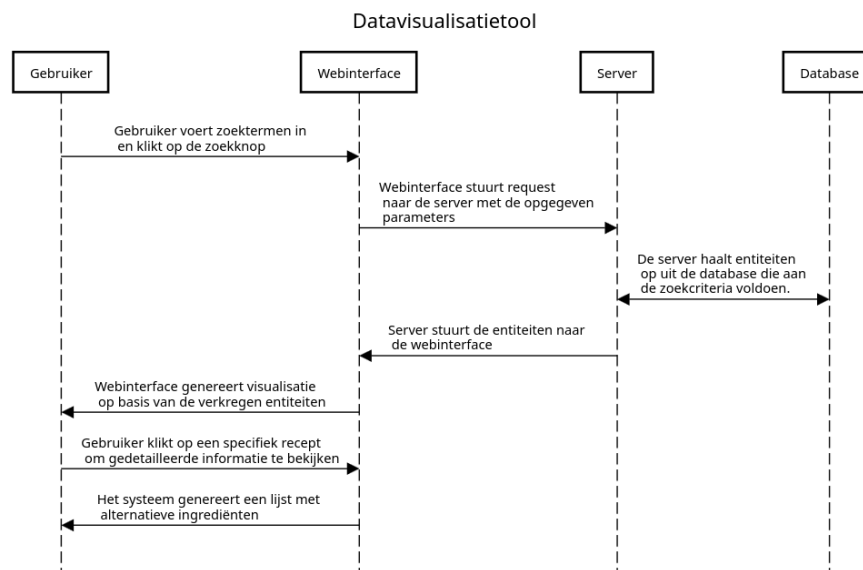 Datavisualisatietool
Gebruiker
Webinterface
Server
Database
Gebruiker voert zoektermen in
en klikt op de zoekknop
Webinterface stuurt request
naar de server met de opgegeven
parameters
De server haalt entiteiten
op uit de database die aan
de zoekcriteria voldoen.
Server stuurt de entiteiten naar
de webinterface
Webinterface genereert visualisatie
op basis van de verkregen entiteiten
Gebruiker klikt op een specifiek recept
om gedetailleerde informatie te bekijken
Het systeem genereert een lijst met
alternatieve ingrediënten